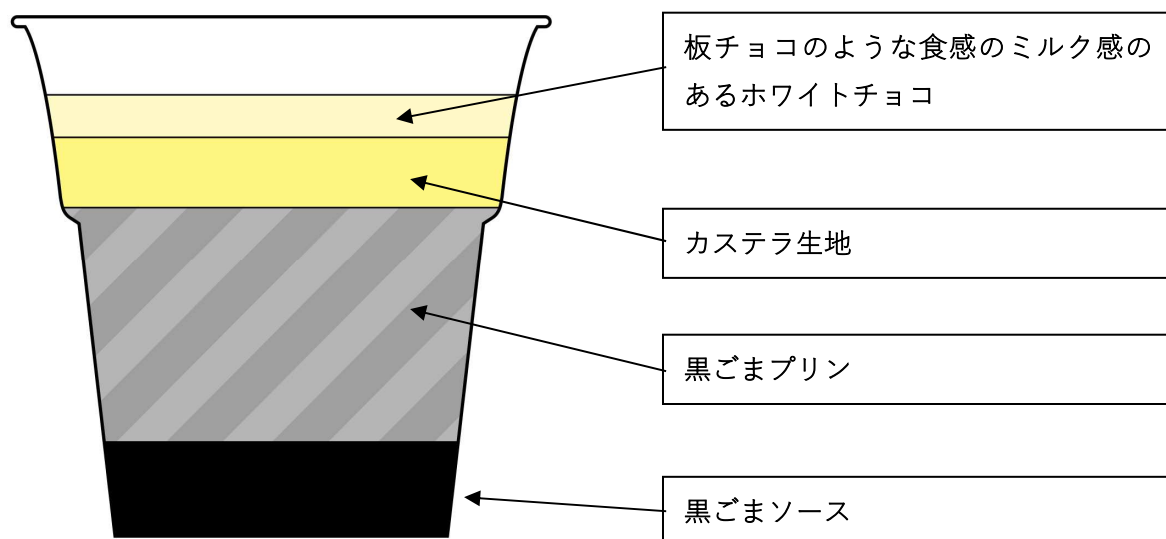 板チョコのような食感のミルク感の
あるホワイトチョコ
カステラ生地
黒ごまプリン
黒ごまソース